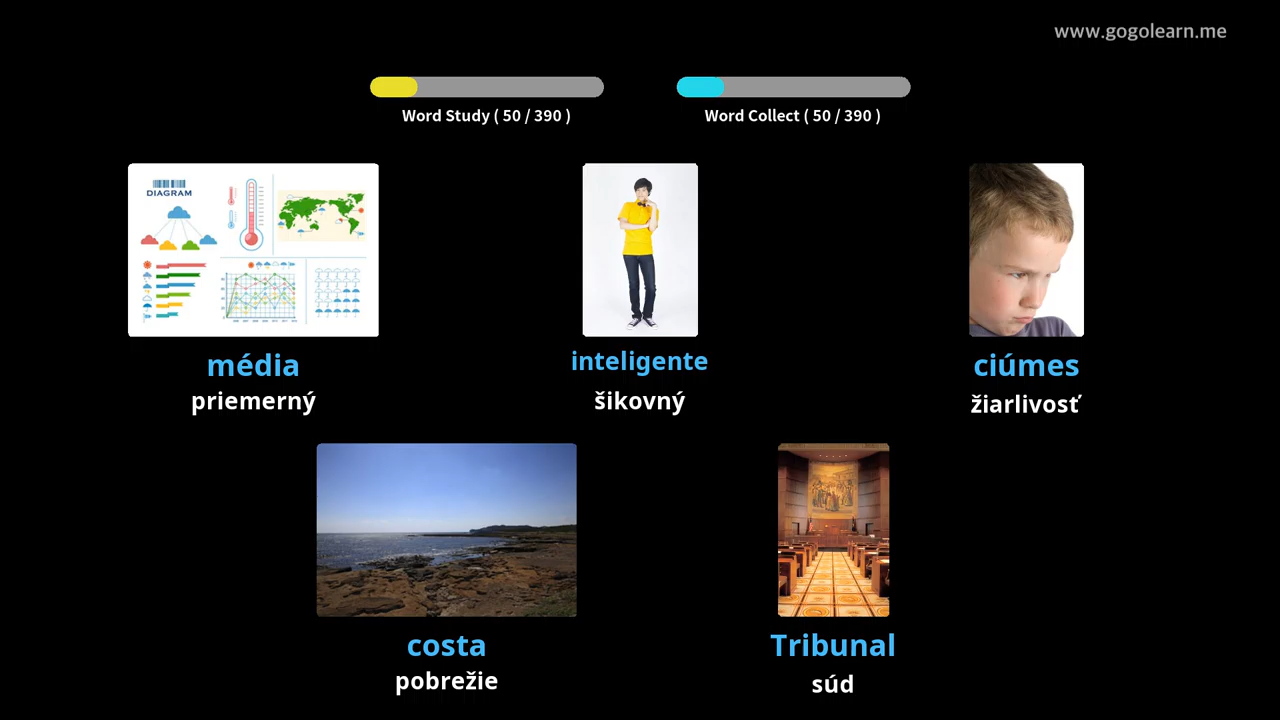 www.gogolearn.me
Word Study ( 50 / 390 )
Word Collect ( 50 / 390 )
DIAGRAM
média
priemerný
inteligente
šikovný
ciúmes
žiarlivosť
costa
pobrežie
Tribunal
súd